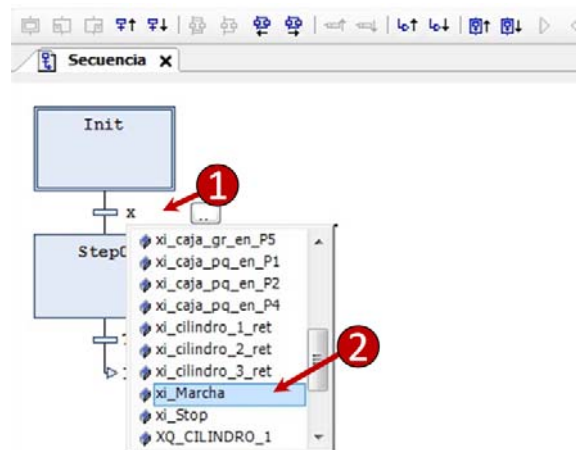 Secuencia X
Init
1
x
...
Step0
xi_caja_gr_en_P5
xi_caja_pq_en_P1
xi_caja_pq_en_P2
xi_caja_pq_en_P4
xi_cilindro_1_ret
xi_cilindro_2_ret
xi_cilindro_3_ret
2
xi_Marcha
xi_Stop
XQ_CILINDRO_1